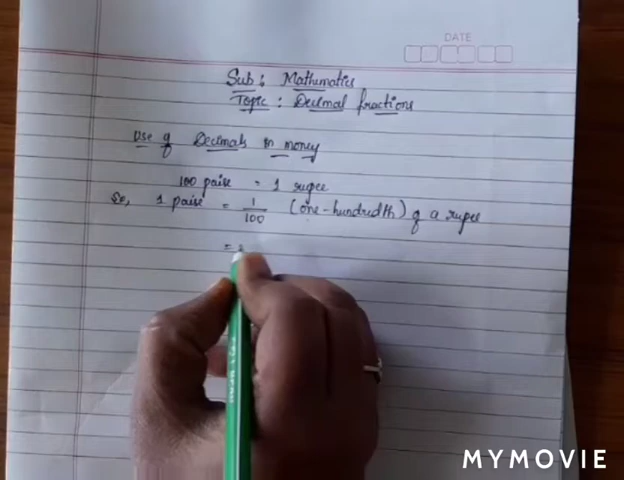 DATE
Sub : Mathematics
Topic : Decimal fractions
Use of Decimals in money
100 paise = 1 rupee
So, 1 paise = 1/100 (one-hundredth) of a rupee
=
MYMOVIE